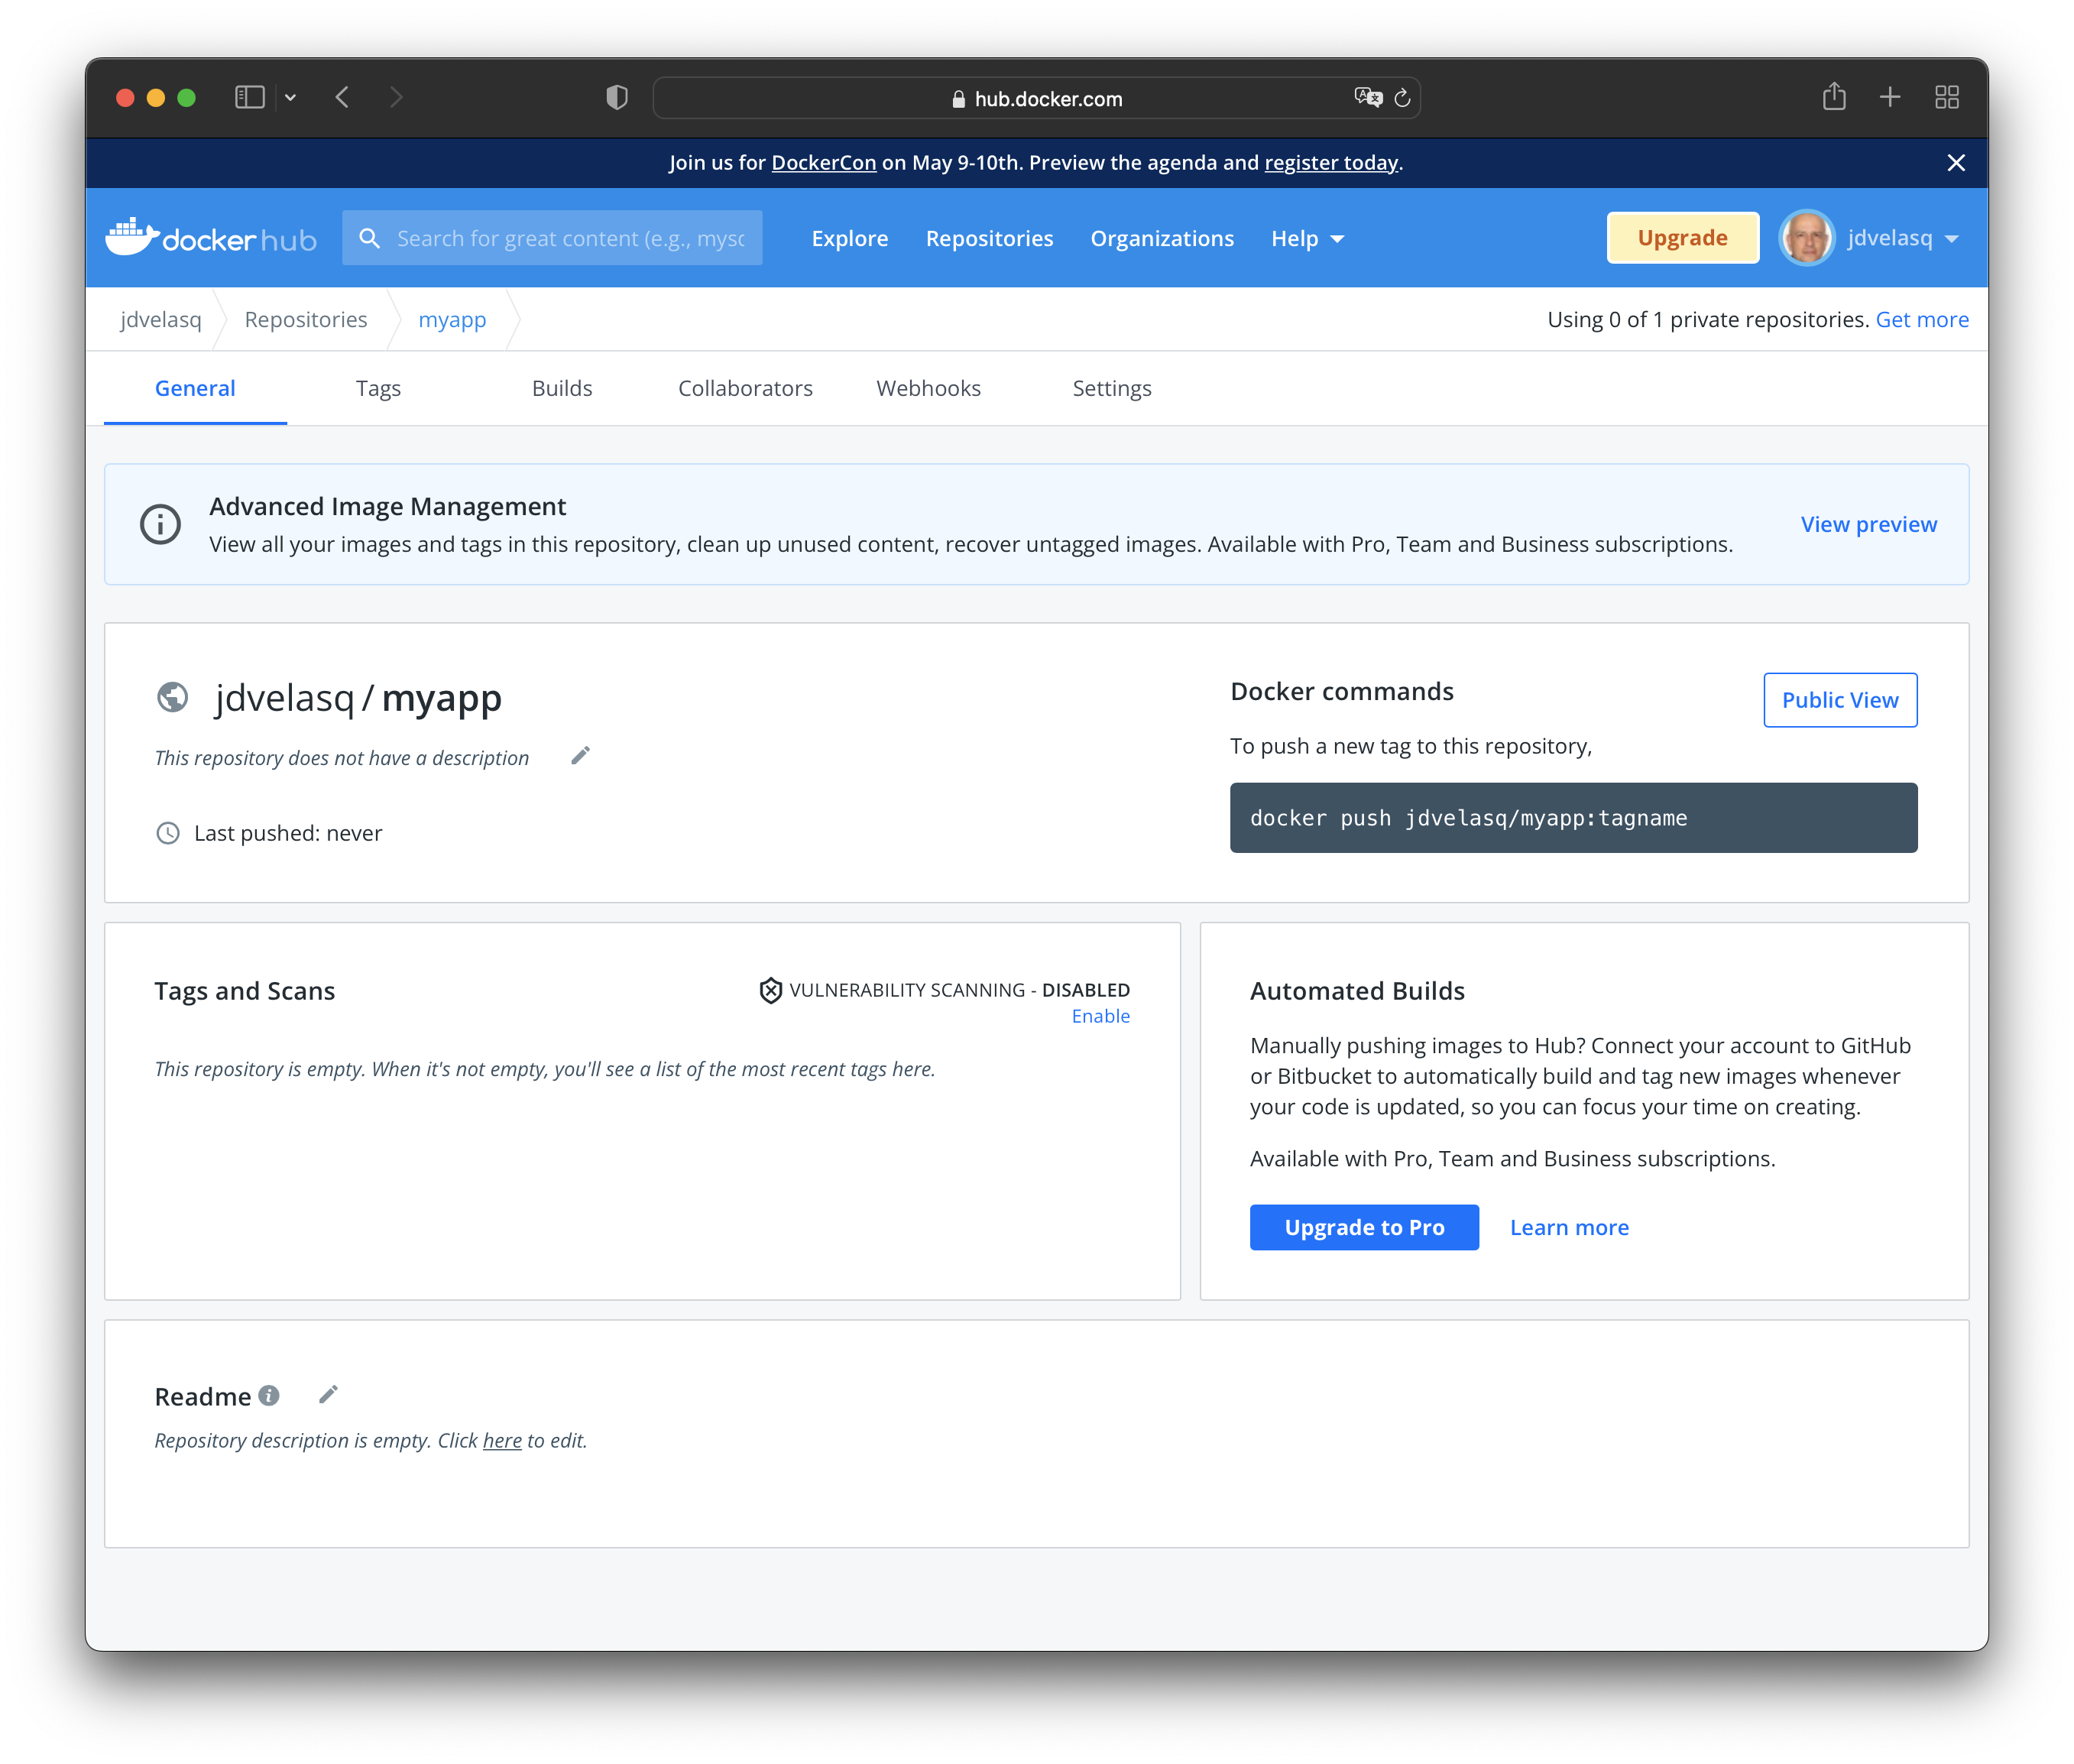 hub.docker.com
Join us for DockerCon on May 9-10th. Preview the agenda and register today.
docker hub
Search for great content (e.g., mysc
Explore
Repositories
Organizations
Help
Upgrade
jdvelasq
jdvelasq
Repositories
myapp
Using 0 of 1 private repositories. Get more
General
Tags
Builds
Collaborators
Webhooks
Settings
Advanced Image Management
View all your images and tags in this repository, clean up unused content, recover untagged images. Available with Pro, Team and Business subscriptions.
View preview
jdvelasq / myapp
This repository does not have a description
Last pushed: never
Docker commands
Public View
To push a new tag to this repository,
docker push jdvelasq/myapp:tagname
Tags and Scans
VULNERABILITY SCANNING - DISABLED
Enable
This repository is empty. When it's not empty, you'll see a list of the most recent tags here.
Automated Builds
Manually pushing images to Hub? Connect your account to GitHub
or Bitbucket to automatically build and tag new images whenever
your code is updated, so you can focus your time on creating.
Available with Pro, Team and Business subscriptions.
Upgrade to Pro
Learn more
Readme
Repository description is empty. Click here to edit.